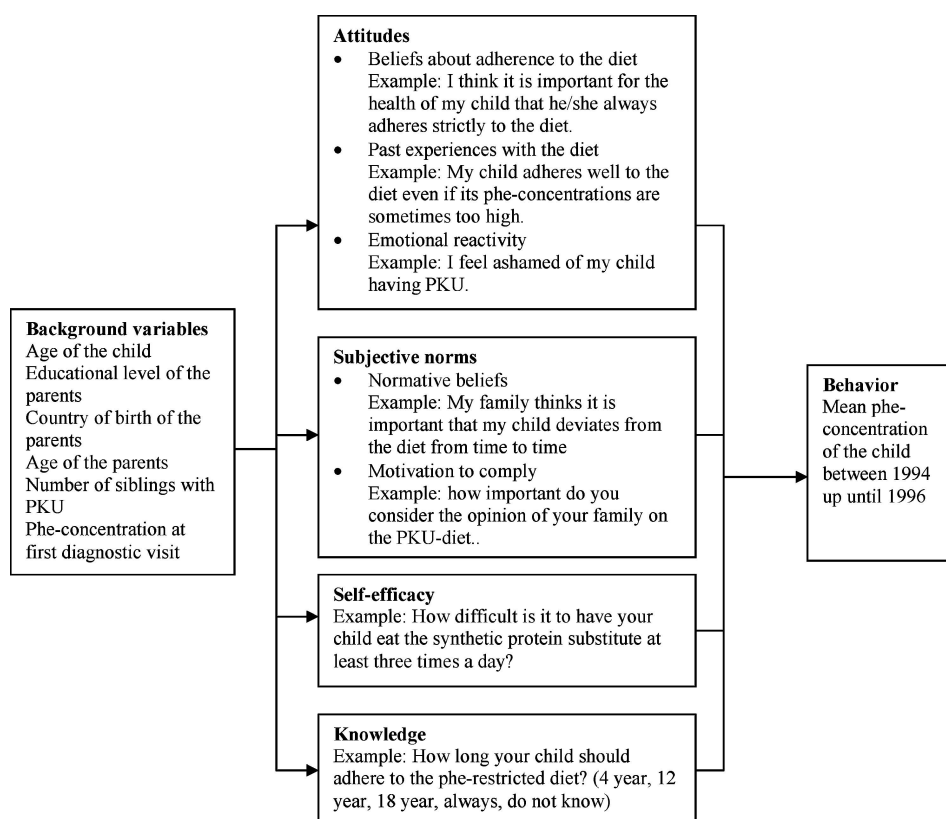 Attitudes
• Beliefs about adherence to the diet
Example: I think it is important for the
health of my child that he/she always
adheres strictly to the diet.
• Past experiences with the diet
Example: My child adheres well to the
diet even if its phe-concentrations are
sometimes too high.
• Emotional reactivity
Example: I feel ashamed of my child
having PKU.
Background variables
Age of the child
Educational level of the
parents
Country of birth of the
parents
Age of the parents
Number of siblings with
PKU
Phe-concentration at
first diagnostic visit
Subjective norms
• Normative beliefs
Example: My family thinks it is
important that my child deviates from
the diet from time to time
• Motivation to comply
Example: how important do you
consider the opinion of your family on
the PKU-diet..
Self-efficacy
Example: How difficult is it to have your
child eat the synthetic protein substitute at
least three times a day?
Knowledge
Example: How long your child should
adhere to the phe-restricted diet? (4 year, 12
year, 18 year, always, do not know)
Behavior
Mean phe-
concentration
of the child
between 1994
up until 1996